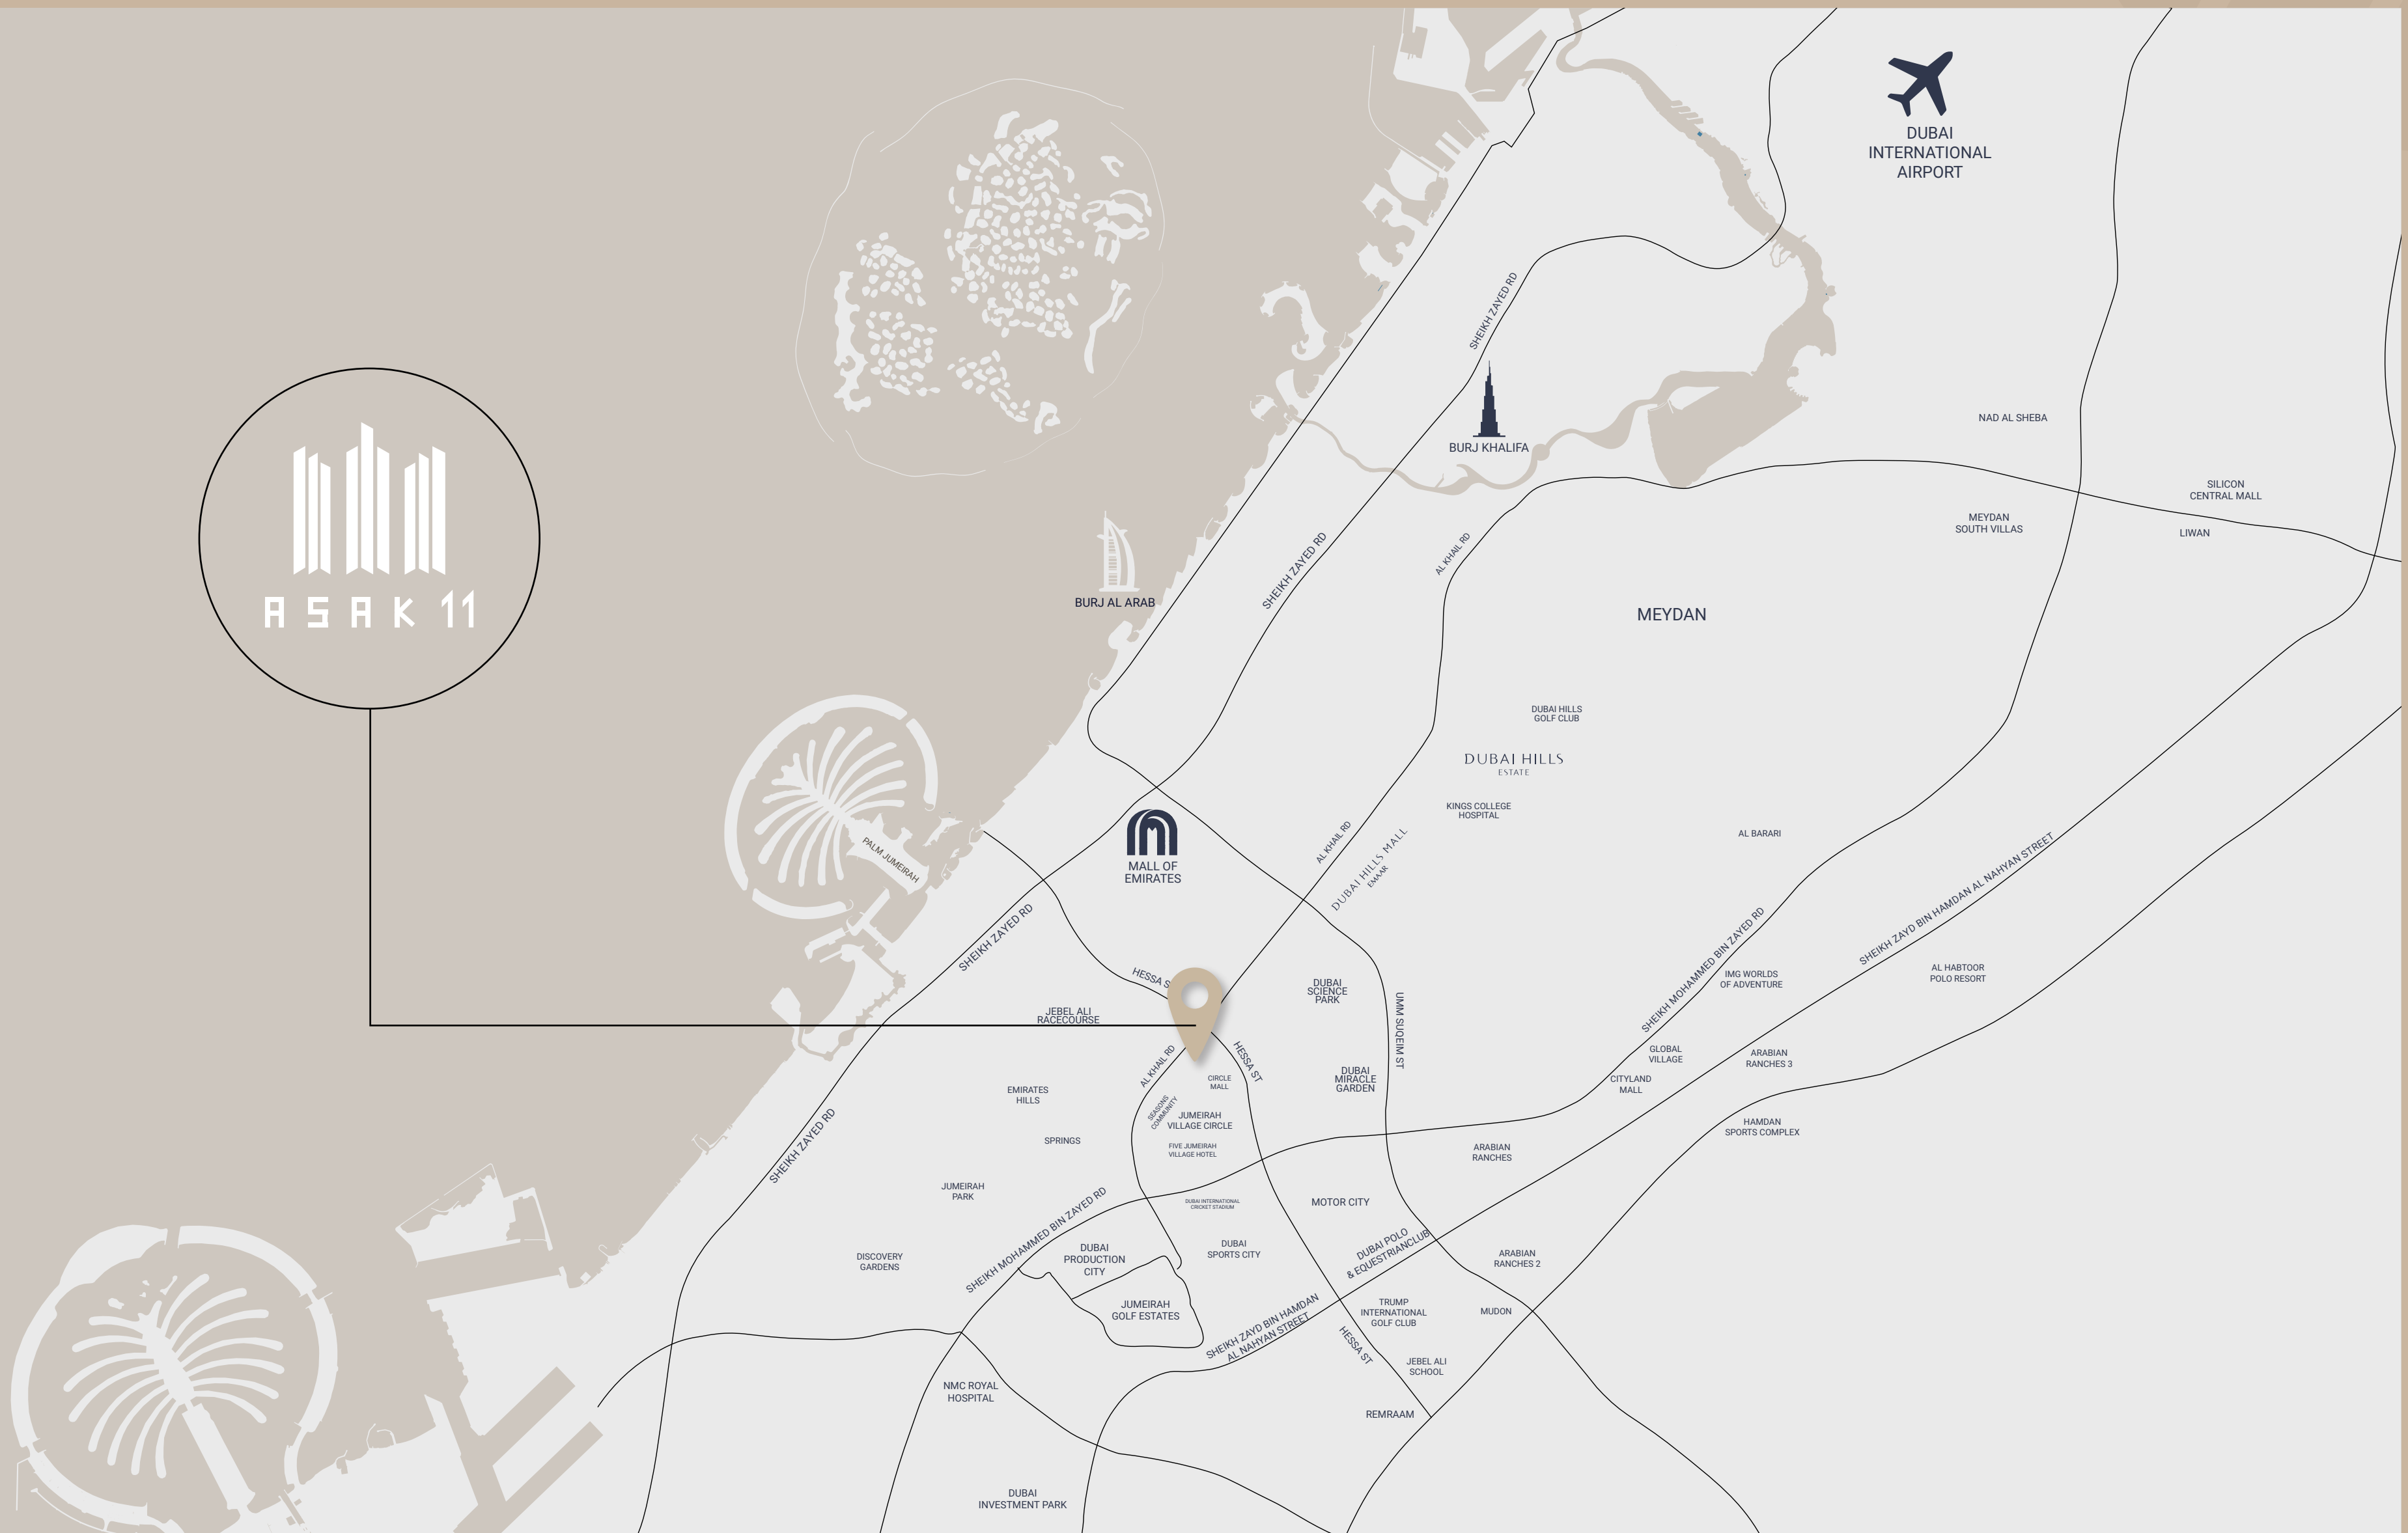 DUBAI
INTERNATIONAL
AIRPORT
SHEIKH ZAYED RD
BURJ KHALIFA
NAD AL SHEBA
SILICON
CENTRAL MALL
MEYDAN
SOUTH VILLAS
LIWAN
ASAK 11
BURJ AL ARAB
SHEIKH ZAYED RD
AL KHAIL RD
MEYDAN
DUBAI HILLS
GOLF CLUB
DUBAI HILLS
ESTATE
KINGS COLLEGE
HOSPITAL
AL BARARI
PALM JUMEIRAH
MALL OF
EMIRATES
AL KHAIL RD
DUBAI HILLS MALL
EMAAR
SHEIKH ZAYD BIN HAMDAN AL NAHYAN STREET
SHEIKH ZAYED RD
HESSA S
DUBAI
SCIENCE
PARK
UMM SUQEIM ST
SHEIKH MOHAMMED BIN ZAYED RD
IMG WORLDS
OF ADVENTURE
AL HABTOOR
POLO RESORT
JEBEL ALI
RACECOURSE
AL KHAIL RD
HESSA ST
CIRCLE
MALL
DUBAI
MIRACLE
GARDEN
GLOBAL
VILLAGE
ARABIAN
RANCHES 3
CITYLAND
MALL
EMIRATES
HILLS
SEASONS
COMMUNITY
JUMEIRAH
VILLAGE CIRCLE
HAMDAN
SPORTS COMPLEX
SHEIKH ZAYED RD
SPRINGS
FIVE JUMEIRAH
VILLAGE HOTEL
ARABIAN
RANCHES
JUMEIRAH
PARK
DUBAI INTERNATIONAL
CRICKET STADIUM
MOTOR CITY
SHEIKH MOHAMMED BIN ZAYED RD
DISCOVERY
GARDENS
DUBAI
PRODUCTION
CITY
DUBAI
SPORTS CITY
DUBAI POLO
& EQUESTRIANCLUB
ARABIAN
RANCHES 2
JUMEIRAH
GOLF ESTATES
SHEIKH ZAYD BIN HAMDAN
AL NAHYAN STREET
TRUMP
INTERNATIONAL
GOLF CLUB
MUDON
HESSA ST
JEBEL ALI
SCHOOL
NMC ROYAL
HOSPITAL
REMRAAM
DUBAI
INVESTMENT PARK